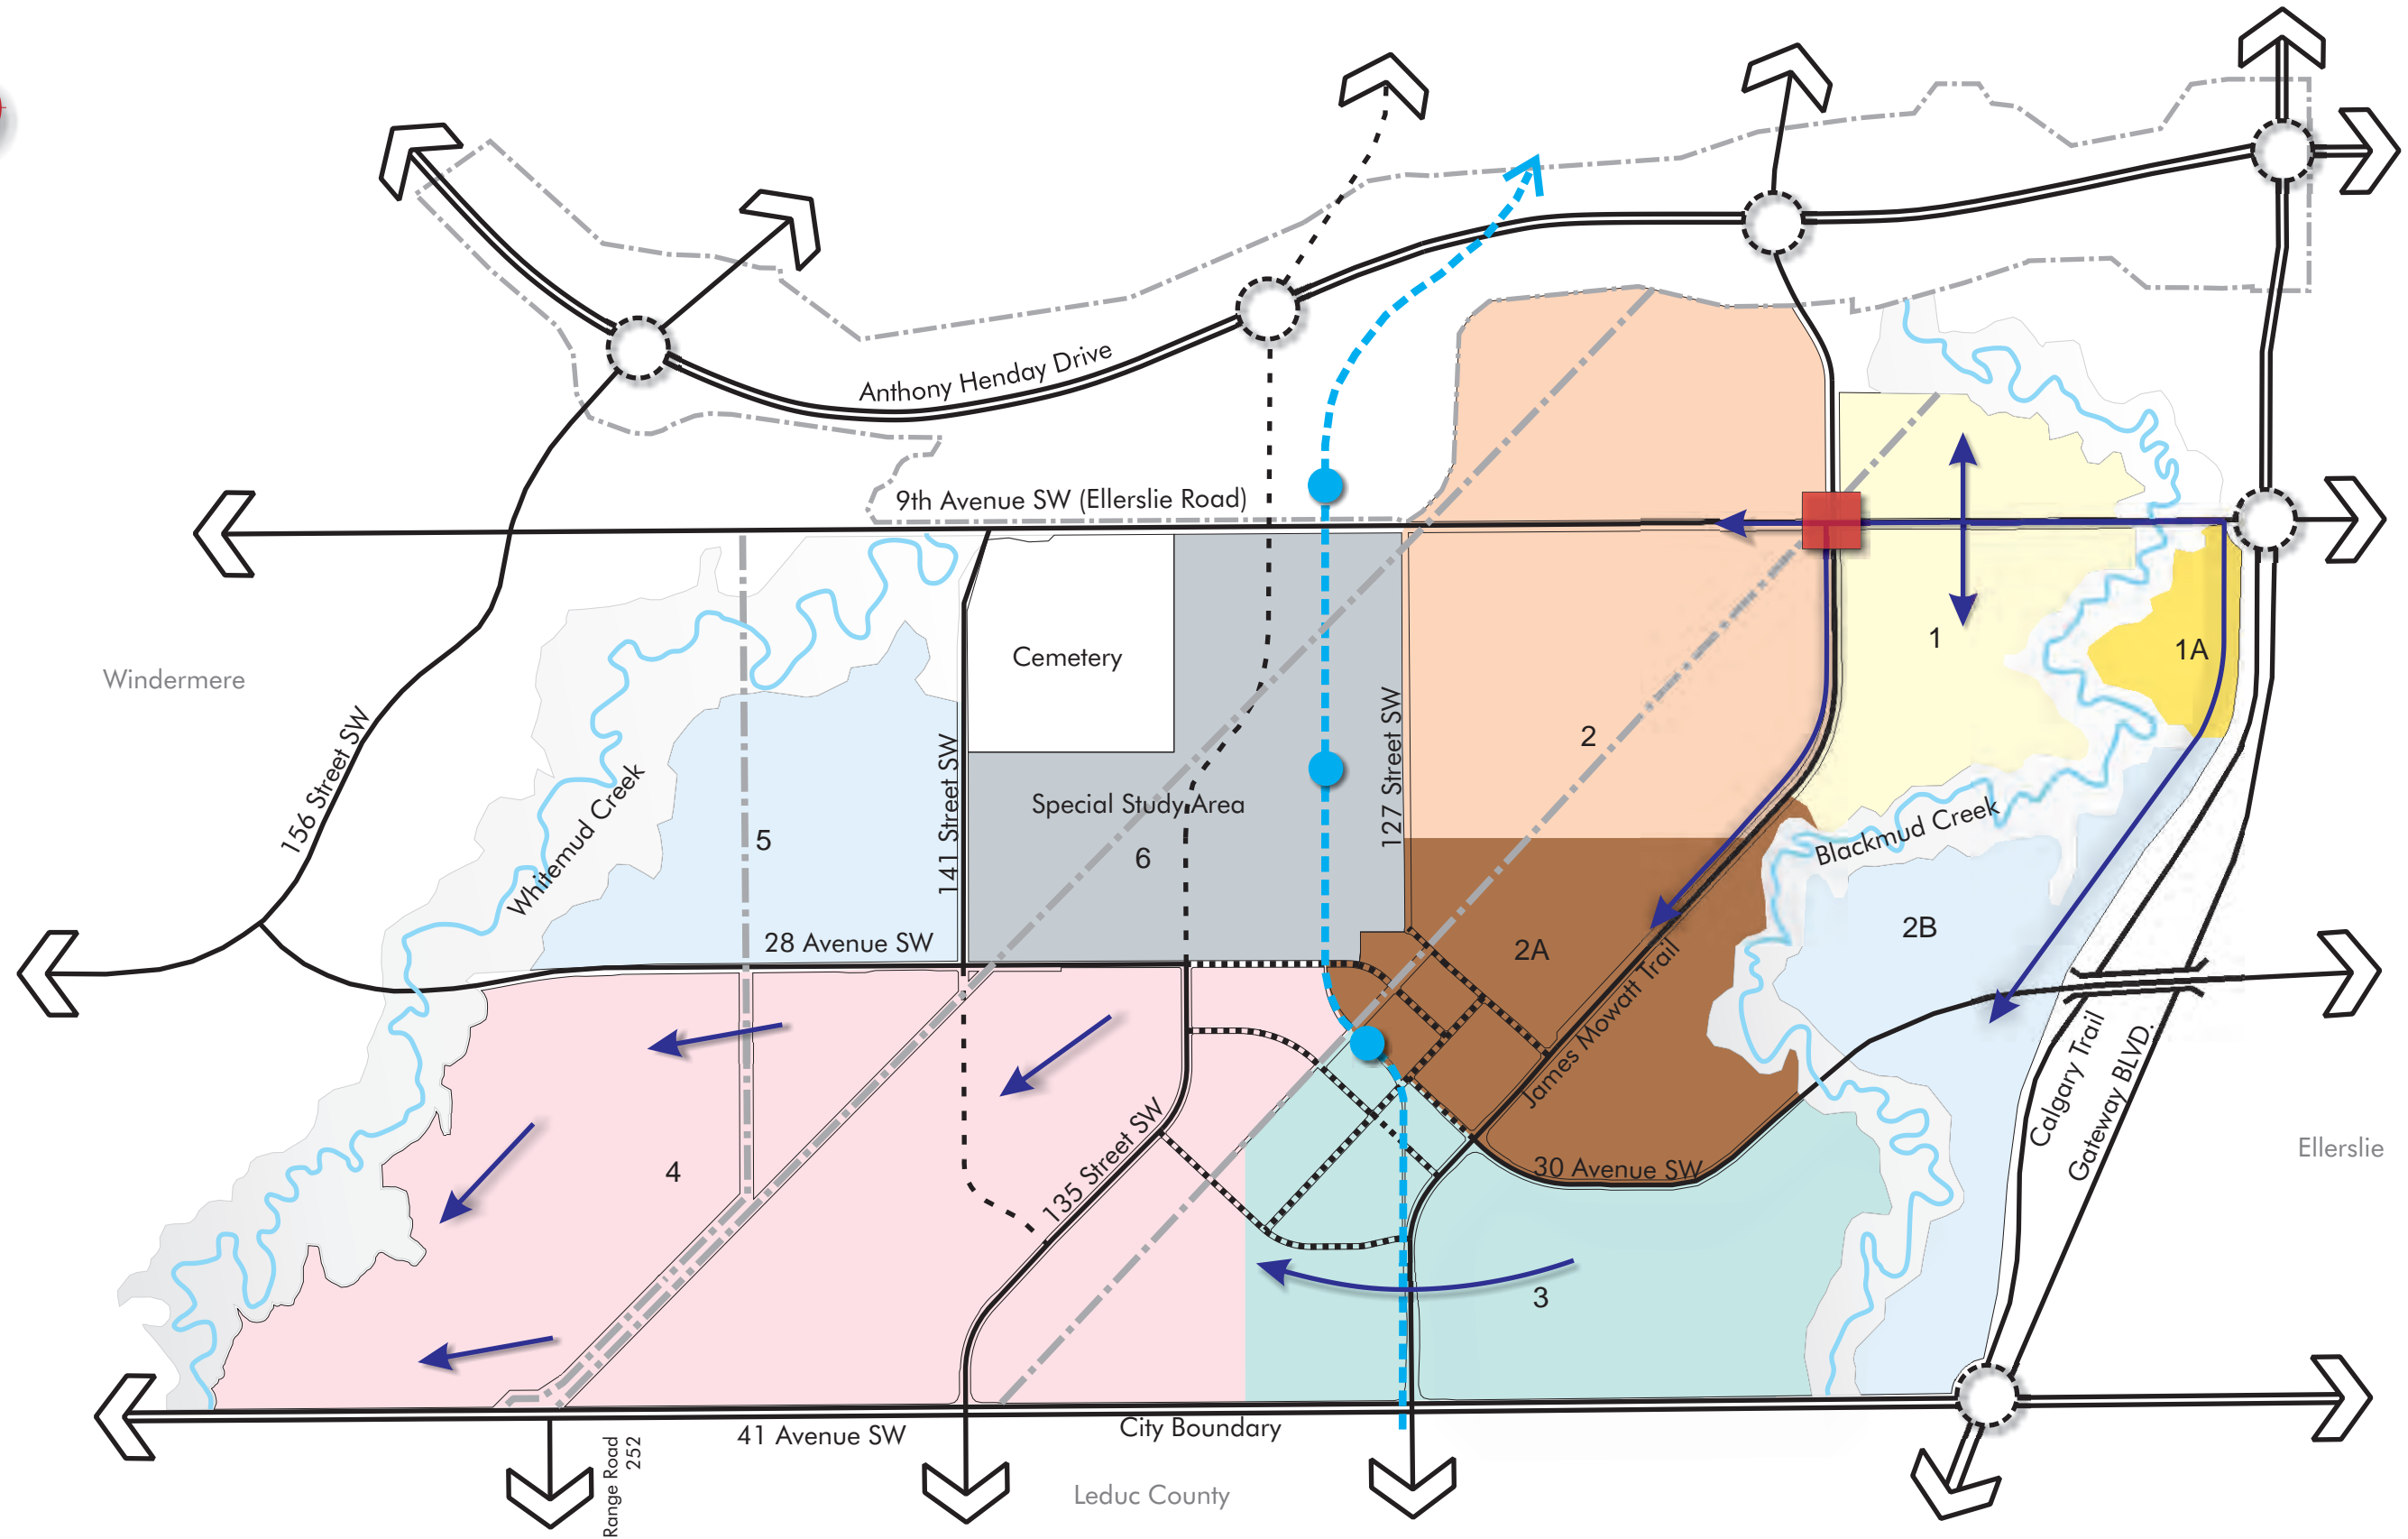 Anthony Henday Drive
9th Avenue SW (Ellerslie Road)
Windermere
Cemetery
1
1A
156 Street SW
Whitemud Creek
141 Street SW
127 Street SW
2
Special Study Area
Blackmud Creek
5
6
28 Avenue SW
2A
2B
James Mowatt Trail
Calgary Trail
Gateway BLVD.
Ellerslie
4
135 Street SW
30 Avenue SW
3
41 Avenue SW
City Boundary
Range Road
252
Leduc County